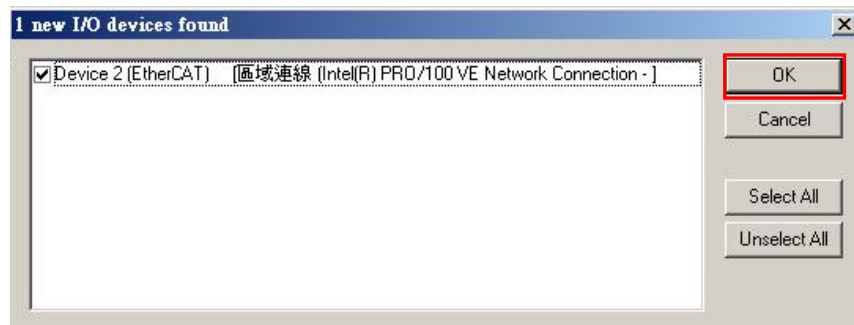 1 new I/O devices found
Device 2 (EtherCAT) [區域連線 (Intel(R) PRO/100 VE Network Connection - ]
OK
Cancel
Select All
Unselect All